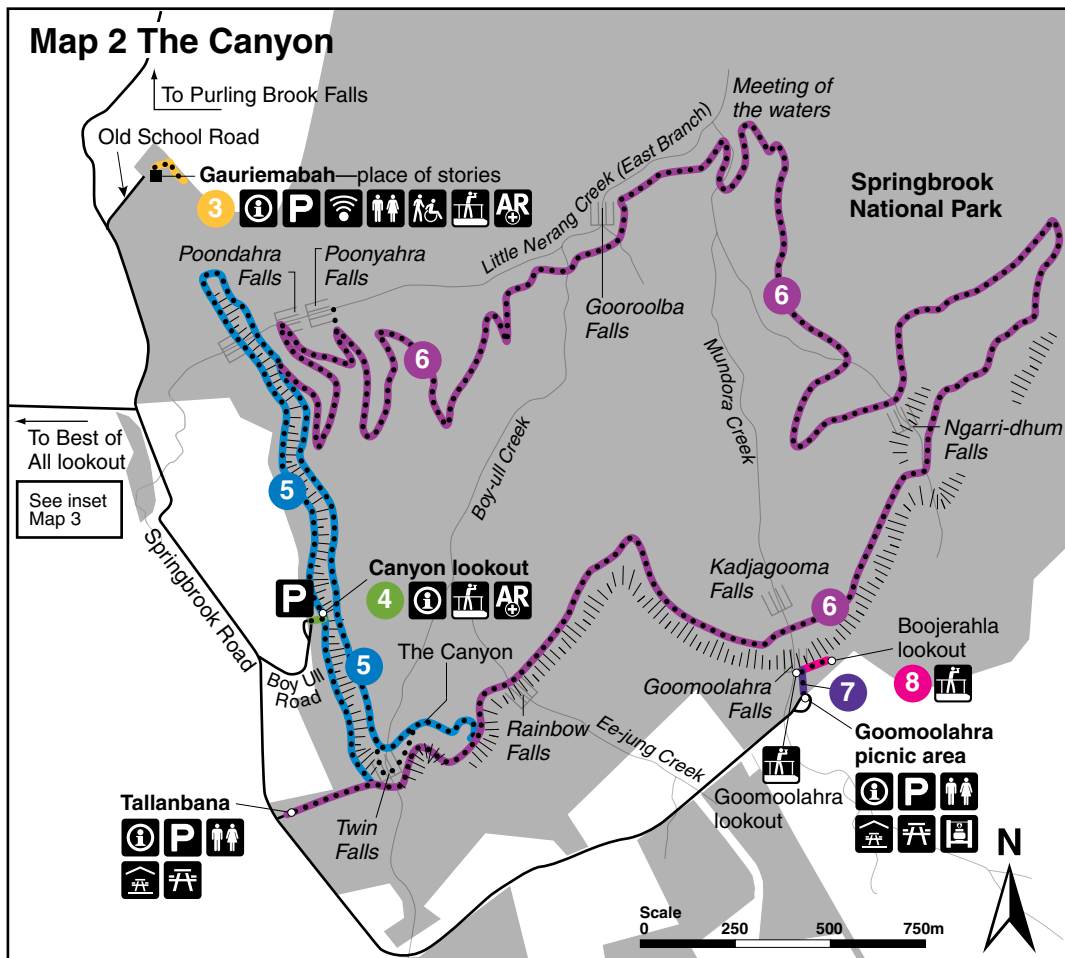 Map 2 The Canyon
To Purling Brook Falls
Old School Road
Gauriemabah—place of stories
3
i
P
AR
Meeting of
the waters
Little Nerang Creek (East Branch)
Springbrook
National Park
Poondahra
Falls
Poonyahra
Falls
Gooroolba
Falls
6
6
To Best of
All lookout
See inset
Map 3
5
Springbrook Road
Boy-ull Creek
Mundora Creek
Ngarri-dhum
Falls
P
Canyon lookout
4
i
AR
Kadjagooma
Falls
6
Boojerahla
lookout
8
Boy Ull
Road
5
The Canyon
Goomoolahra
Falls
7
Rainbow
Falls
Ee-jung Creek
Goomoolahra
picnic area
i
P
Goomoolahra
lookout
Tallanbana
i
P
Twin
Falls
N
Scale
0 250 500 750m